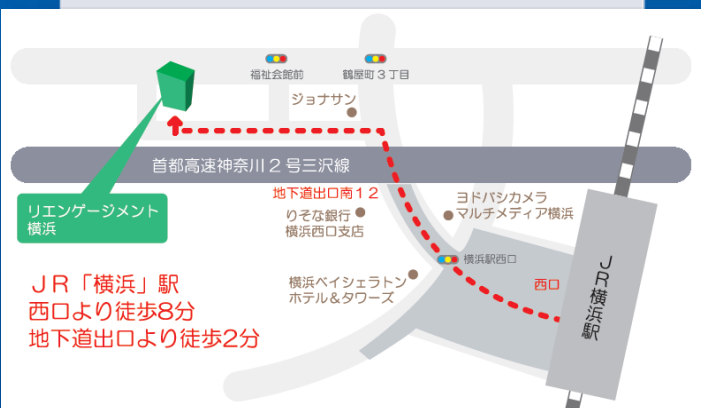 福祉会館前
鶴屋町3丁目
ジョナサン
首都高速神奈川2号三沢線
リエンゲージメント
横浜
地下道出口南12
りそな銀行
横浜西口支店
ヨドバシカメラ
マルチメディア横浜
横浜駅西口
横浜ベイシェラトン
ホテル&タワーズ
西口
JR横浜駅
JR「横浜」駅
西口より徒歩8分
地下道出口より徒歩2分